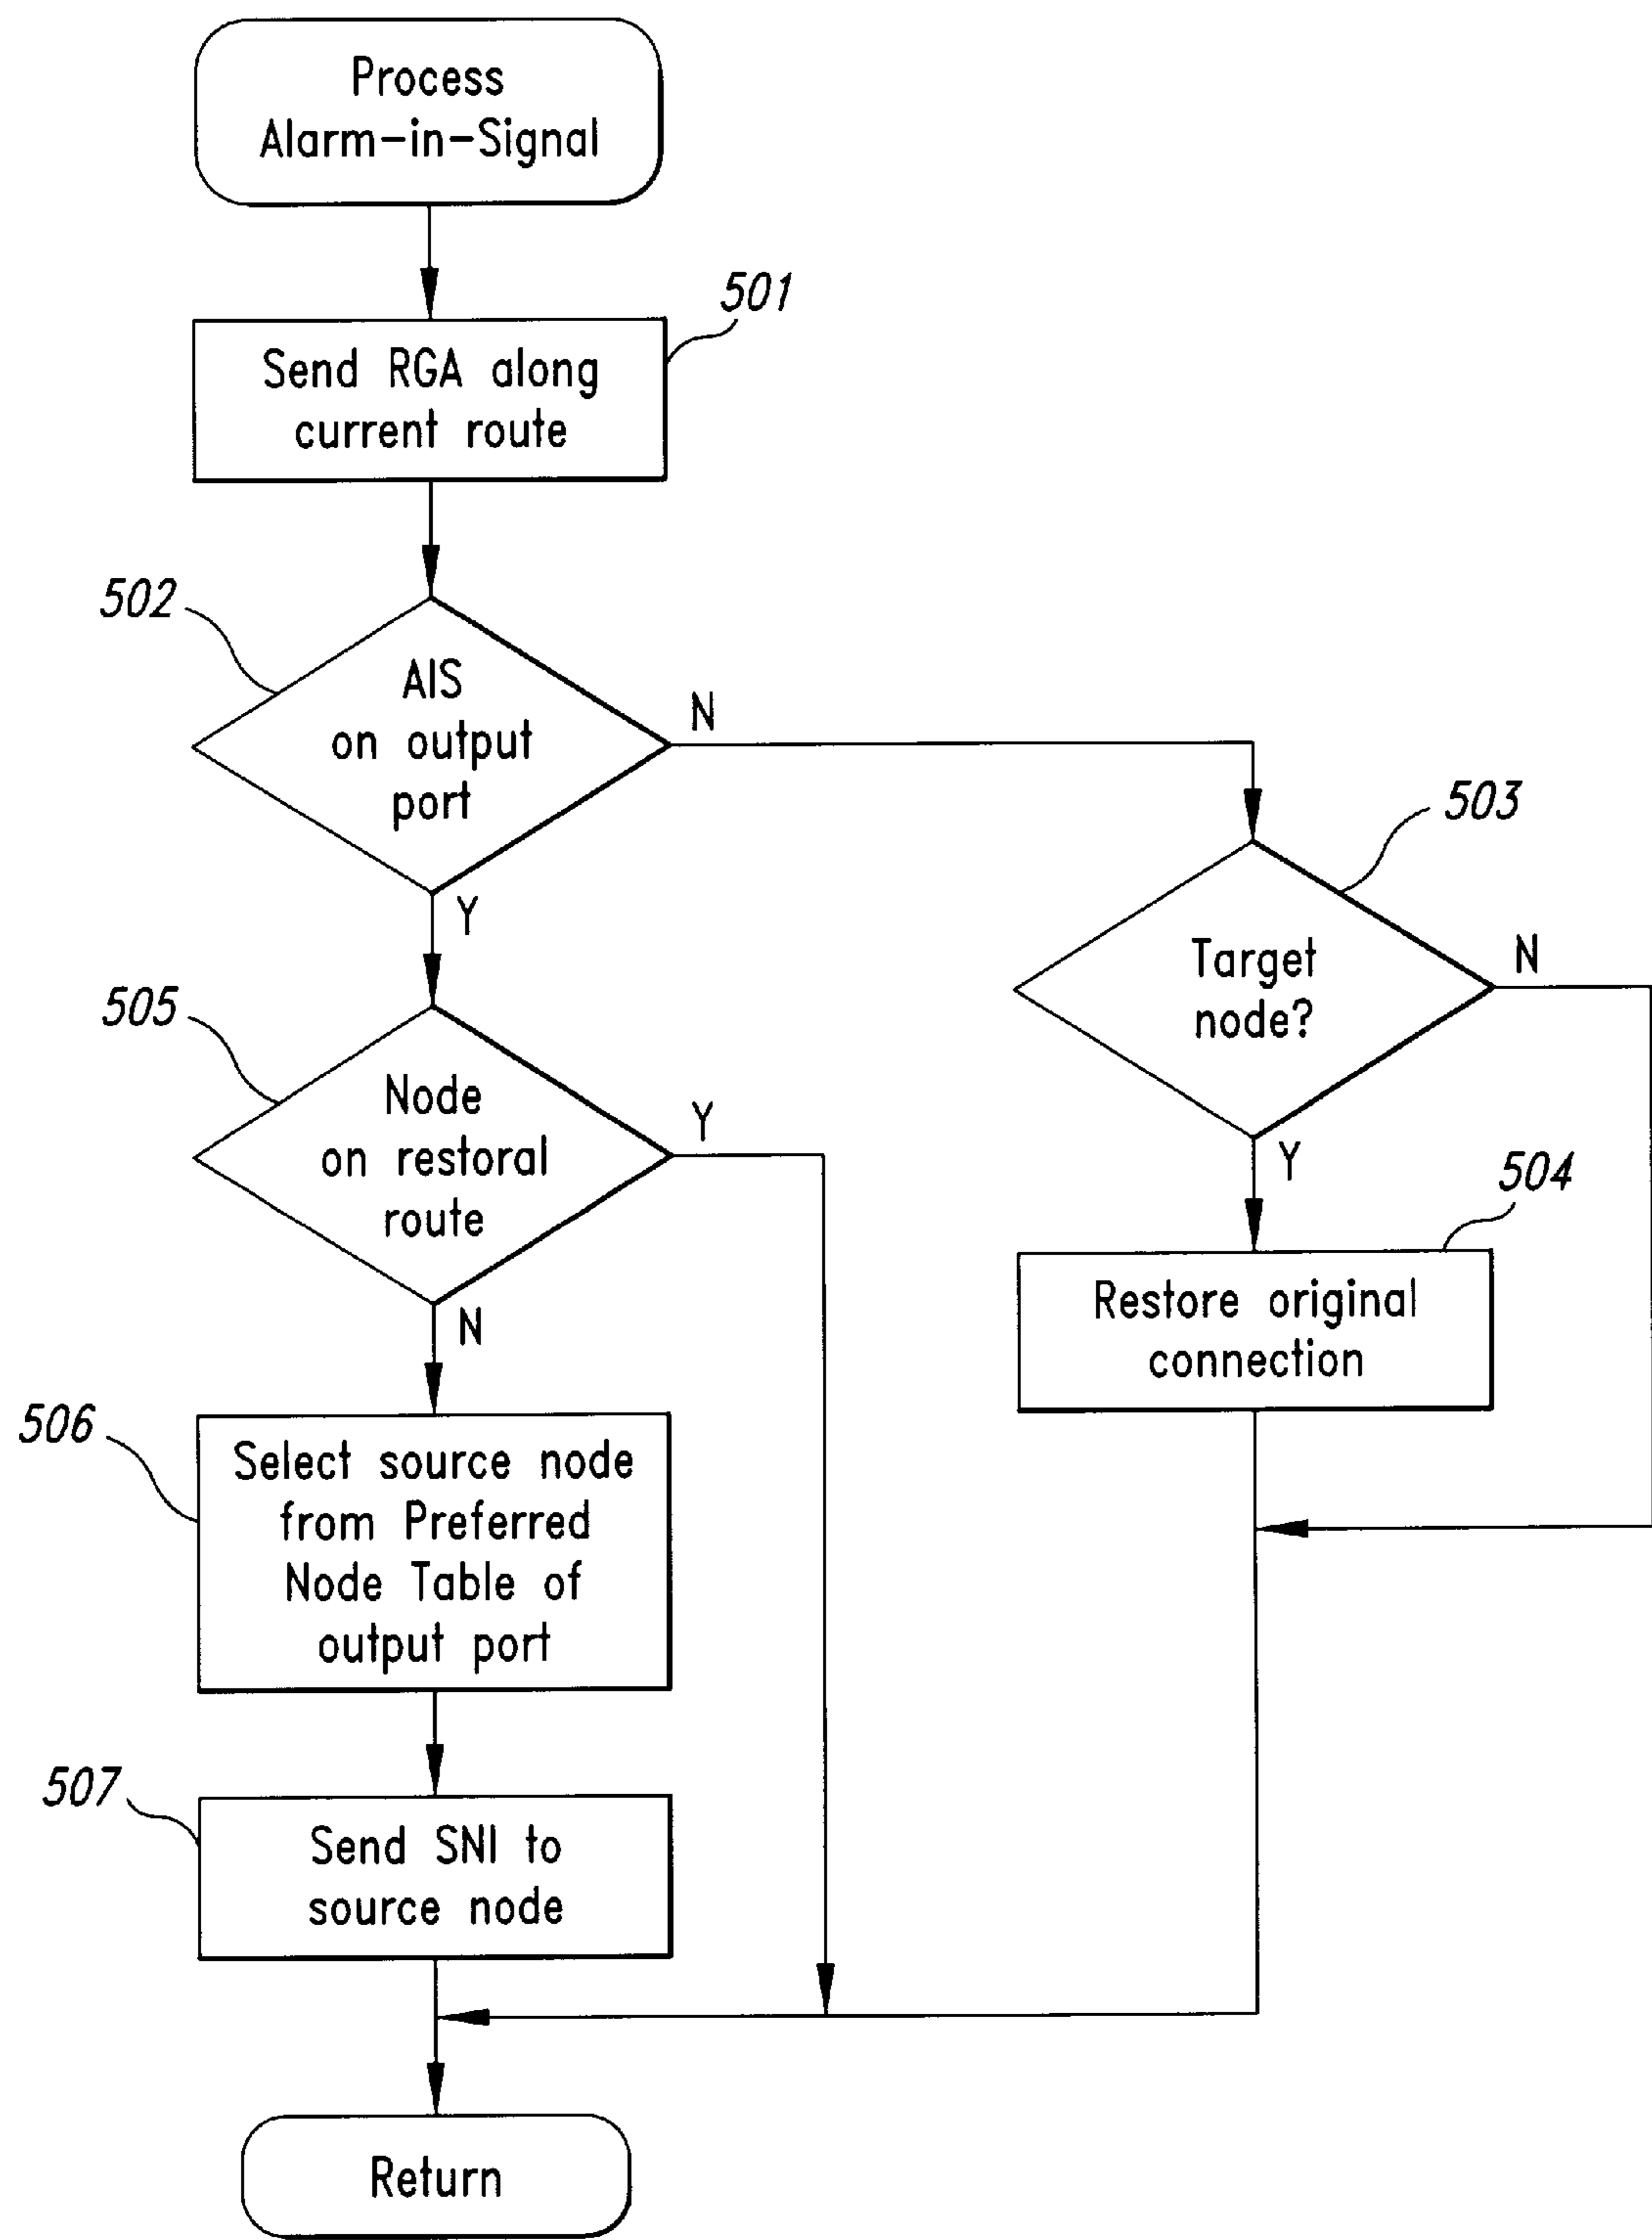 Process
Alarm-in-Signal
501
Send RGA along
current route
502
AIS
on output
port
N
Y
503
Target
node?
N
Y
505
Node
on restoral
route
Y
N
504
Restore original
connection
506
Select source node
from Preferred
Node Table of
output port
507
Send SNI to
source node
Return